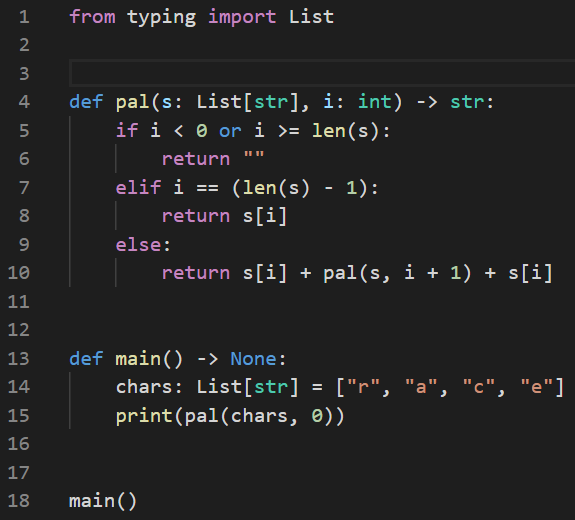 1 from typing import List
2
3
4 def pal(s: List[str], i: int) -> str:
5     if i < 0 or i >= len(s):
6         return ""
7     elif i == (len(s) - 1):
8         return s[i]
9     else:
10         return s[i] + pal(s, i + 1) + s[i]
11
12
13 def main() -> None:
14     chars: List[str] = ["r", "a", "c", "e"]
15     print(pal(chars, 0))
16
17
18 main()